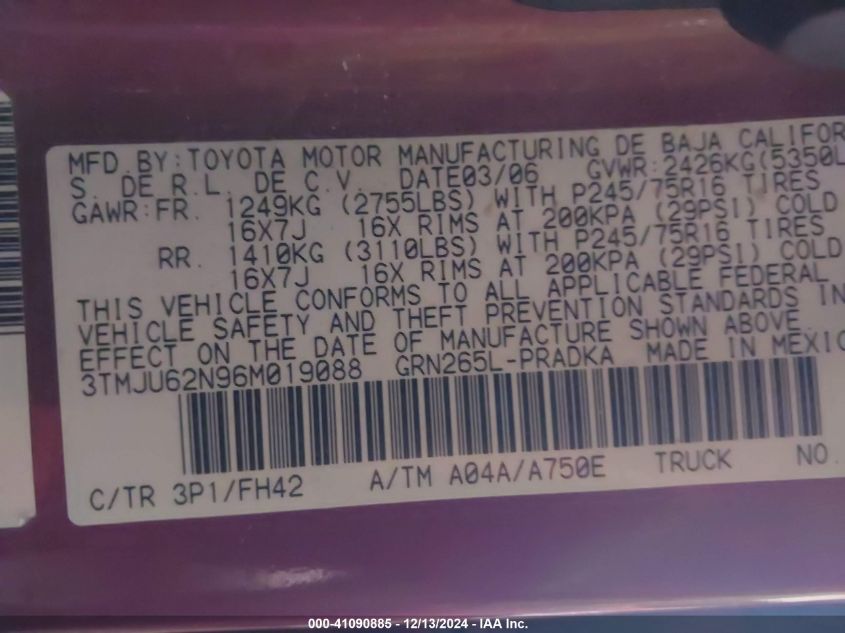 MFD.BY:TOYOTA MOTOR MANUFACTURING DE BAJA CALIFOR
S. DE R.L. DE C.V. DATE03/06 GVWR:2426KG(5350L
GAWR:FR. 1249KG (2755LBS) WITH P245/75R16 TIRES
16X7J 16X RIMS AT 200KPA (29PSI) COLD
RR. 1410KG (3110LBS) WITH P245/75R16 TIRES
16X7J 16X RIMS AT 200KPA (29PSI) COLD
THIS VEHICLE CONFORMS TO ALL APPLICABLE FEDERAL
VEHICLE SAFETY AND THEFT PREVENTION STANDARDS IN
EFFECT ON THE DATE OF MANUFACTURE SHOWN ABOVE.
3TMJU62N96M019088 GRN265L-PRADKA MADE IN MEXIC
C/TR 3P1/FH42 A/TM A04A/A750E TRUCK NO.
000-41090885 - 12/13/2024 - IAA Inc.